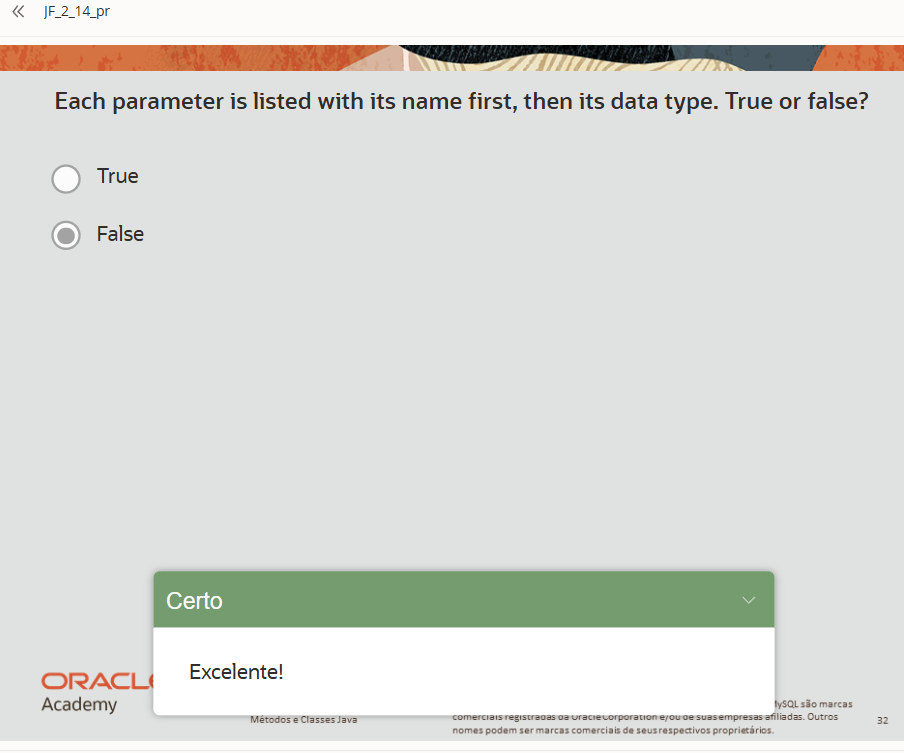 JF_2_14_pr
Each parameter is listed with its name first, then its data type. True or false?
True
False
Certo
Excelente!
ORACL
Academy
Métodos e Classes Java
MySQL são marcas
comerciais registradas da Oracle Corporation e/ou de suas empresas afiliadas. Outros
nomes podem ser marcas comerciais de seus respectivos proprietários.
32